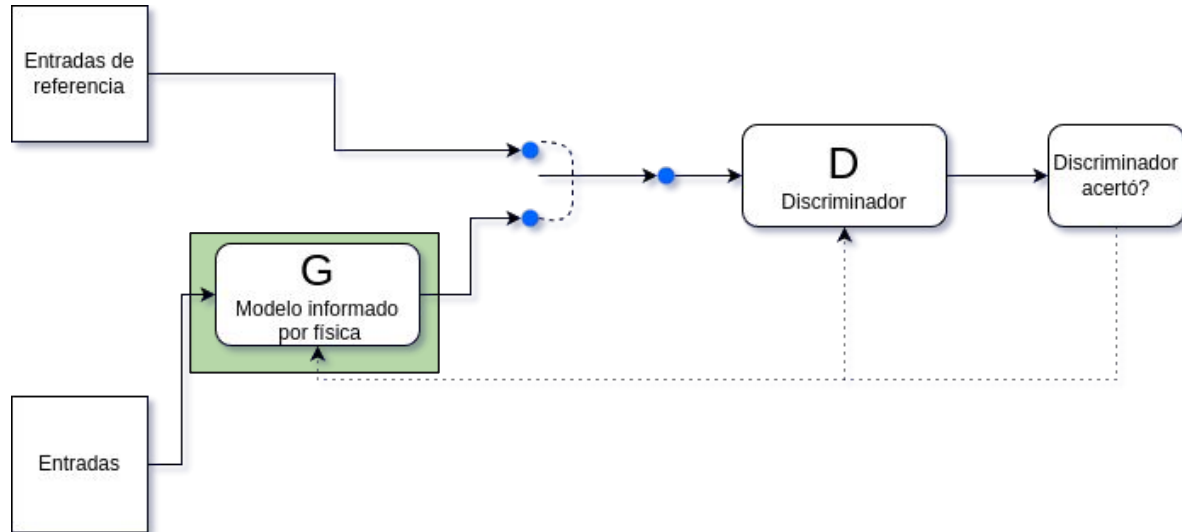 Entradas de
referencia
D
Discriminador
Discriminador
acertó?
G
Modelo informado
por física
Entradas